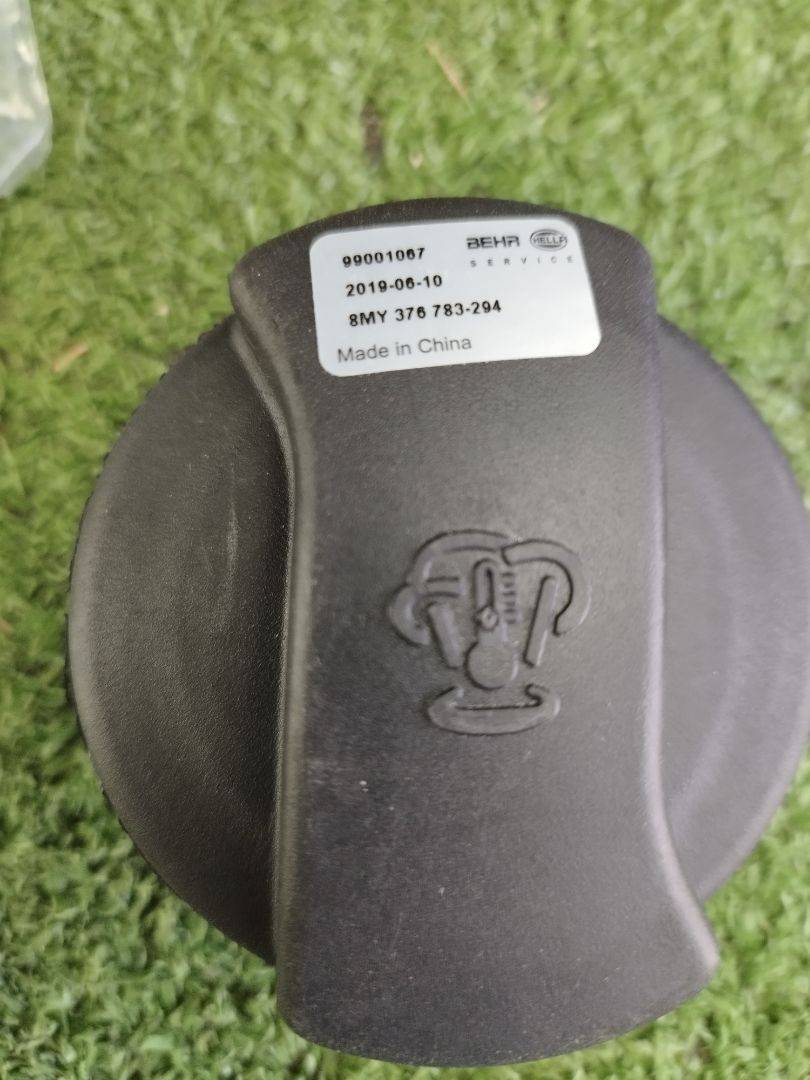 99001067
BEHR HELLA
SERVICE
2019-06-10
8MY 376 783-294
Made in China